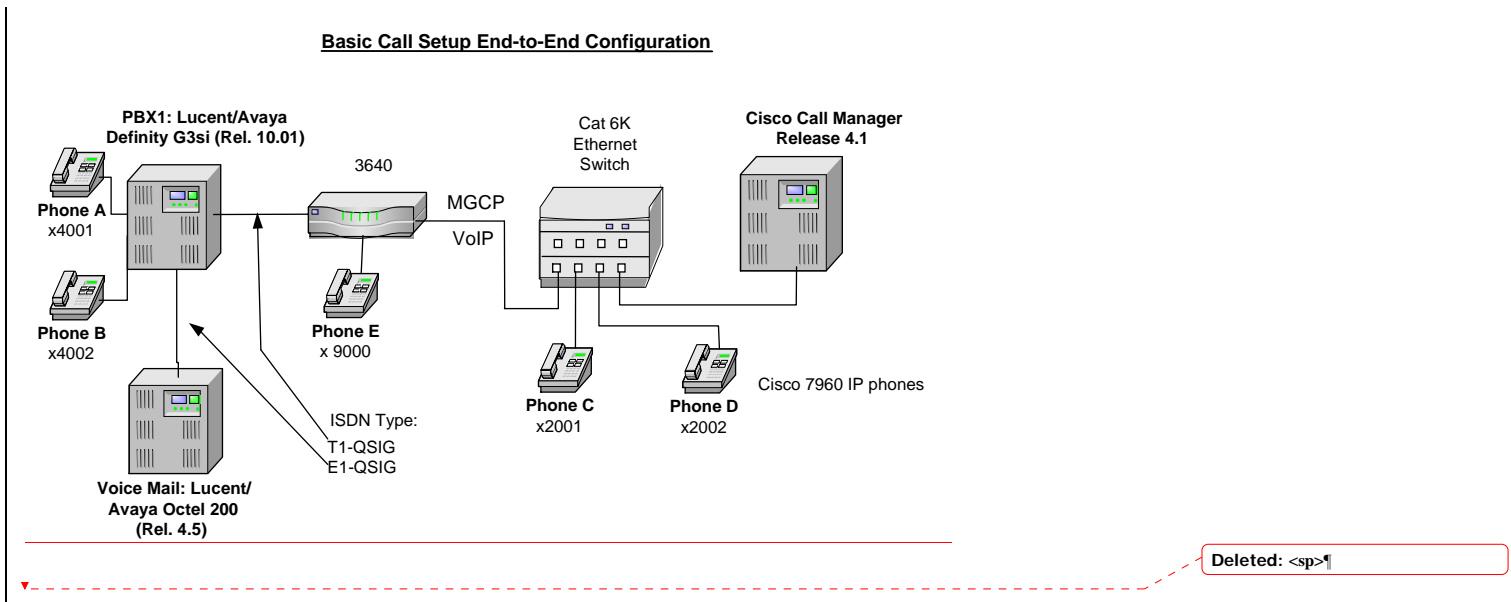 Basic Call Setup End-to-End Configuration
PBX1: Lucent/Avaya
Definity G3si (Rel. 10.01)
Phone A
x4001
Phone B
x4002
3640
Phone E
x 9000
MGCP
VoIP
Cat 6K
Ethernet
Switch
Cisco Call Manager
Release 4.1
Phone C
x2001
Phone D
x2002
Cisco 7960 IP phones
ISDN Type:
T1-QSIG
E1-QSIG
Voice Mail: Lucent/
Avaya Octel 200
(Rel. 4.5)
Deleted: <sp>¶